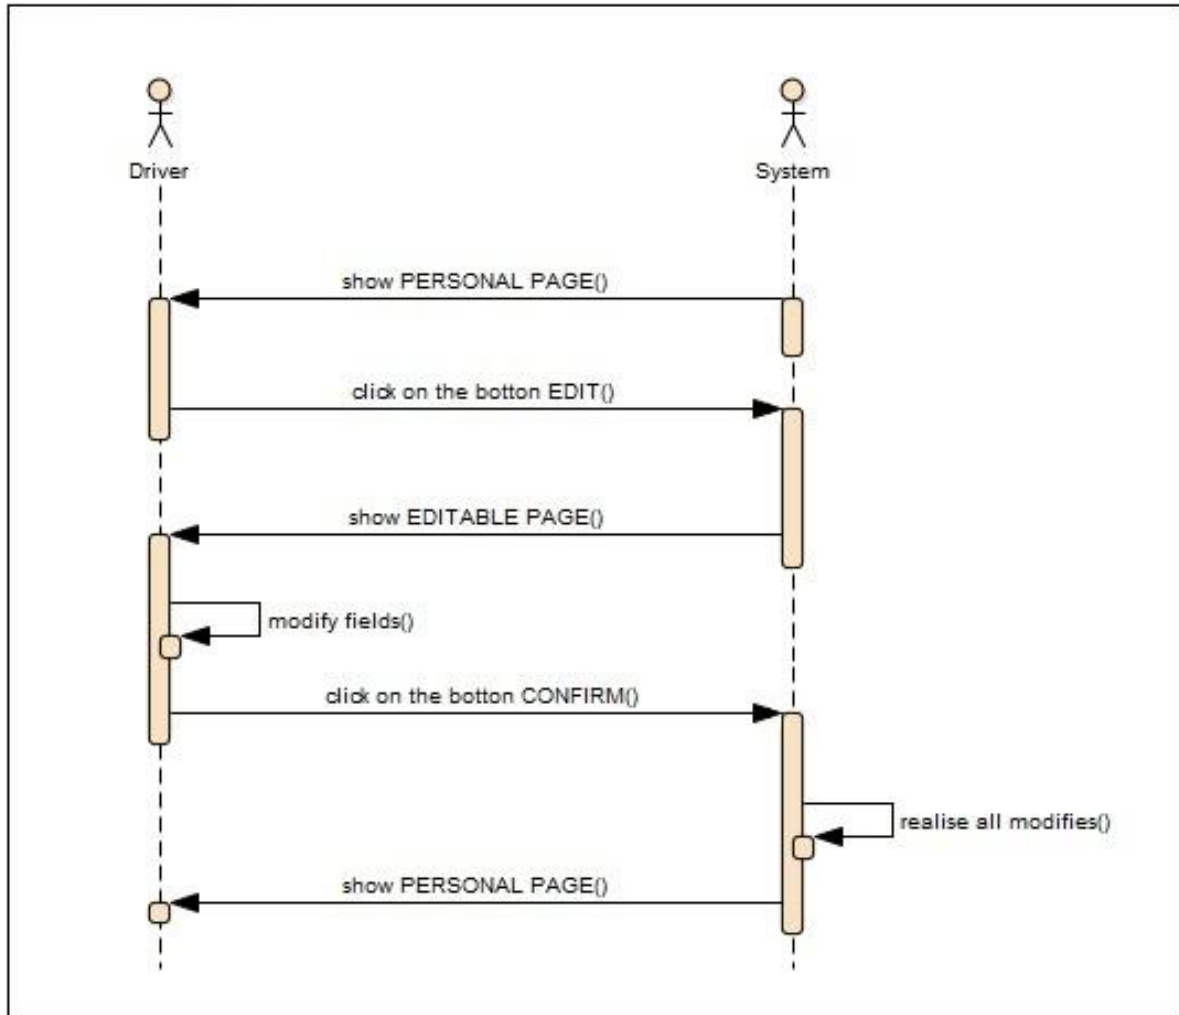 Driver
System
show PERSONAL PAGE()
click on the botton EDIT()
show EDITABLE PAGE()
modify fields()
click on the botton CONFIRM()
realise all modifies()
show PERSONAL PAGE()